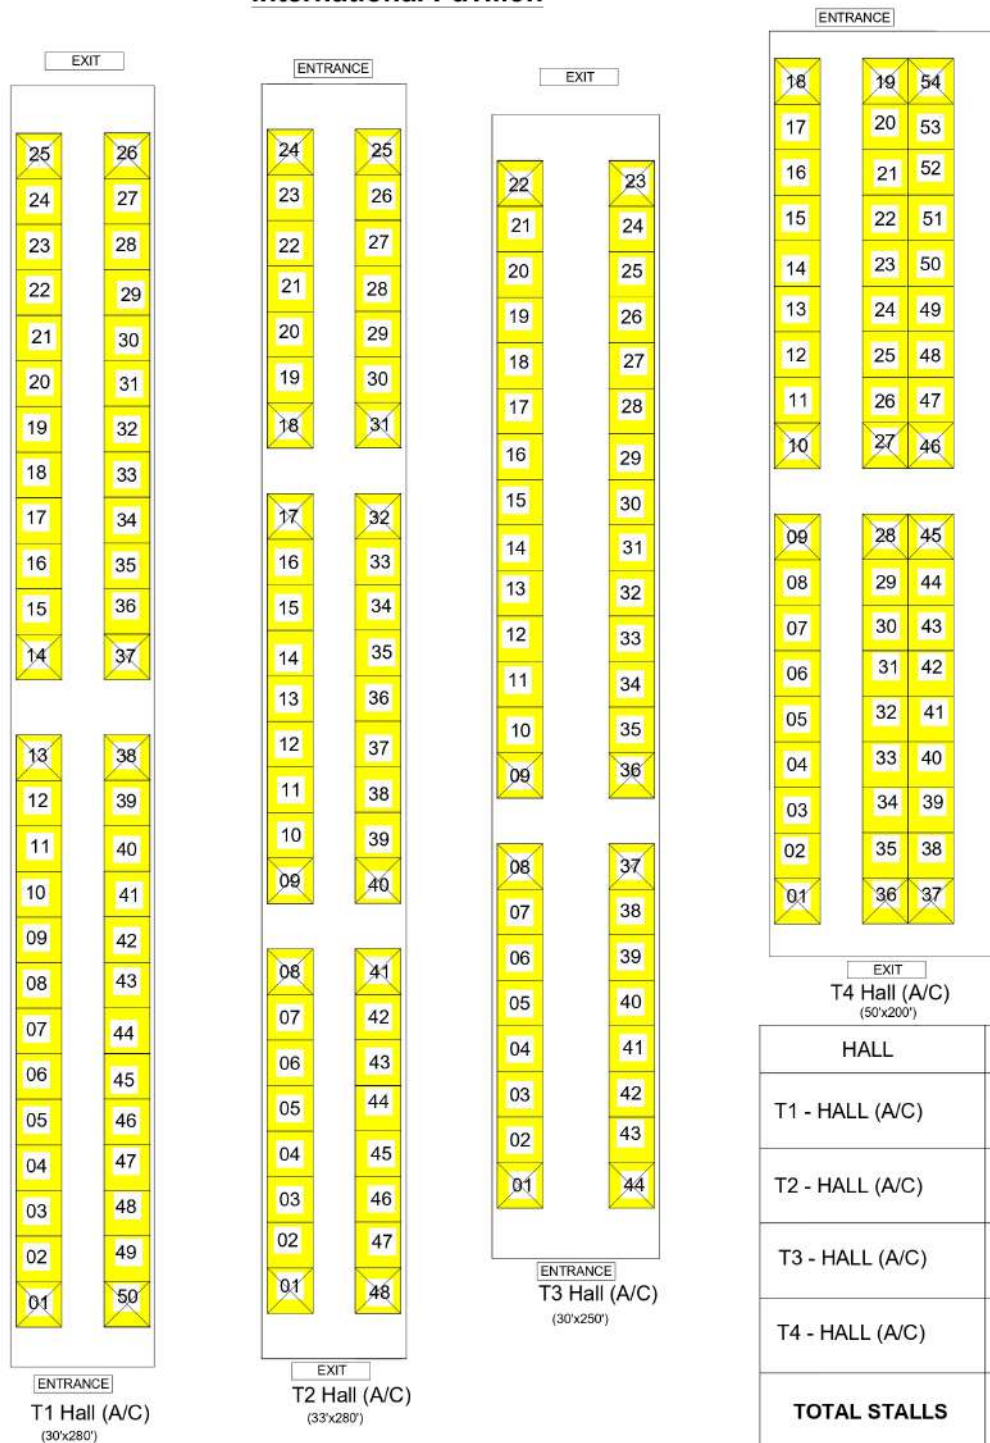 International Pavilion
EXIT
25 26
24 27
23 28
22 29
21 30
20 31
19 32
18 33
17 34
16 35
15 36
14 37
13 38
12 39
11 40
10 41
09 42
08 43
07 44
06 45
05 46
04 47
03 48
02 49
01 50
ENTRANCE
T1 Hall (A/C)
(30'x280')
ENTRANCE
24 25
23 26
22 27
21 28
20 29
19 30
18 31
17 32
16 33
15 34
14 35
13 36
12 37
11 38
10 39
09 40
08 41
07 42
06 43
05 44
04 45
03 46
02 47
01 48
EXIT
T2 Hall (A/C)
(33'x280')
EXIT
22 23
21 24
20 25
19 26
18 27
17 28
16 29
15 30
14 31
13 32
12 33
11 34
10 35
09 36
08 37
07 38
06 39
05 40
04 41
03 42
02 43
01 44
ENTRANCE
T3 Hall (A/C)
(30'x250')
ENTRANCE
18 19 54
17 20 53
16 21 52
15 22 51
14 23 50
13 24 49
12 25 48
11 26 47
10 27 46
09 28 45
08 29 44
07 30 43
06 31 42
05 32 41
04 33 40
03 34 39
02 35 38
01 36 37
EXIT
T4 Hall (A/C)
(50'x200')
HALL
T1 - HALL (A/C)
T2 - HALL (A/C)
T3 - HALL (A/C)
T4 - HALL (A/C)
TOTAL STALLS